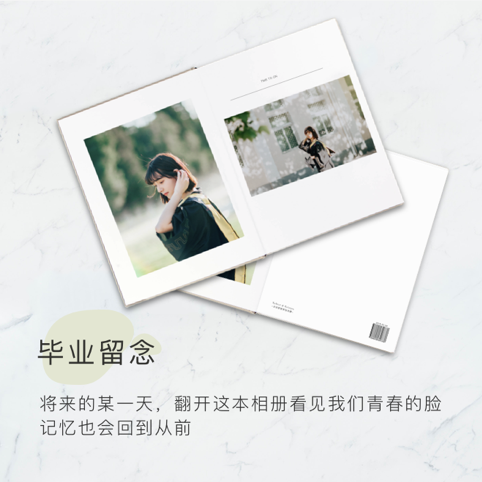 毕业留念
将来的某一天，翻开这本相册看见我们青春的脸
记忆也会回到从前